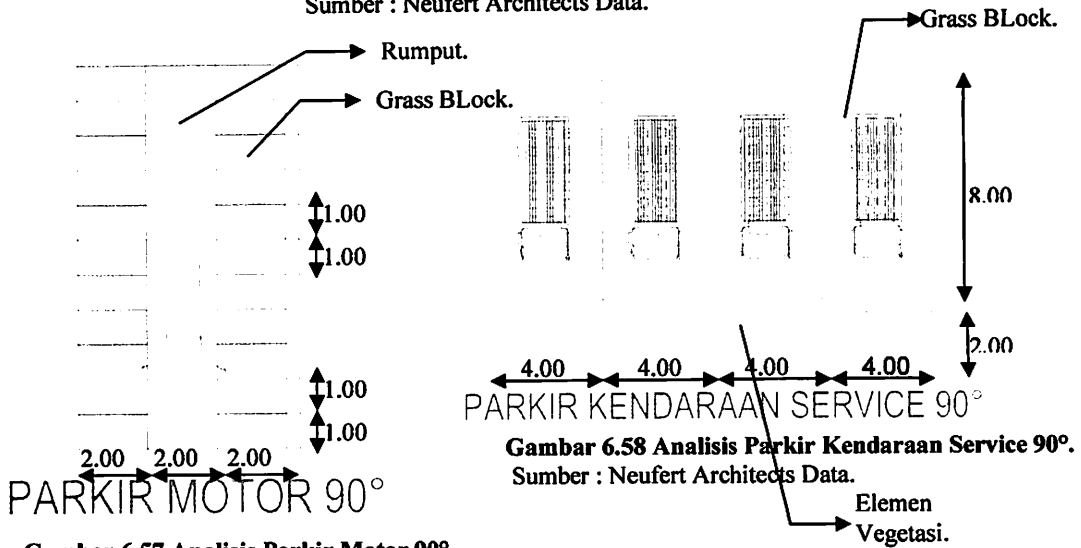 Sumber : Neufert Architects Data.
Rumput.
Grass BLock.
1.00
1.00
1.00
1.00
2.00 2.00 2.00
PARKIR MOTOR 90°
Gambar 6.57 Analisis Parkir Motor 90°.
Grass BLock.
8.00
2.00
4.00 4.00 4.00 4.00
PARKIR KENDARAAN SERVICE 90°
Gambar 6.58 Analisis Parkir Kendaraan Service 90°.
Sumber : Neufert Architects Data.
Elemen
Vegetasi.